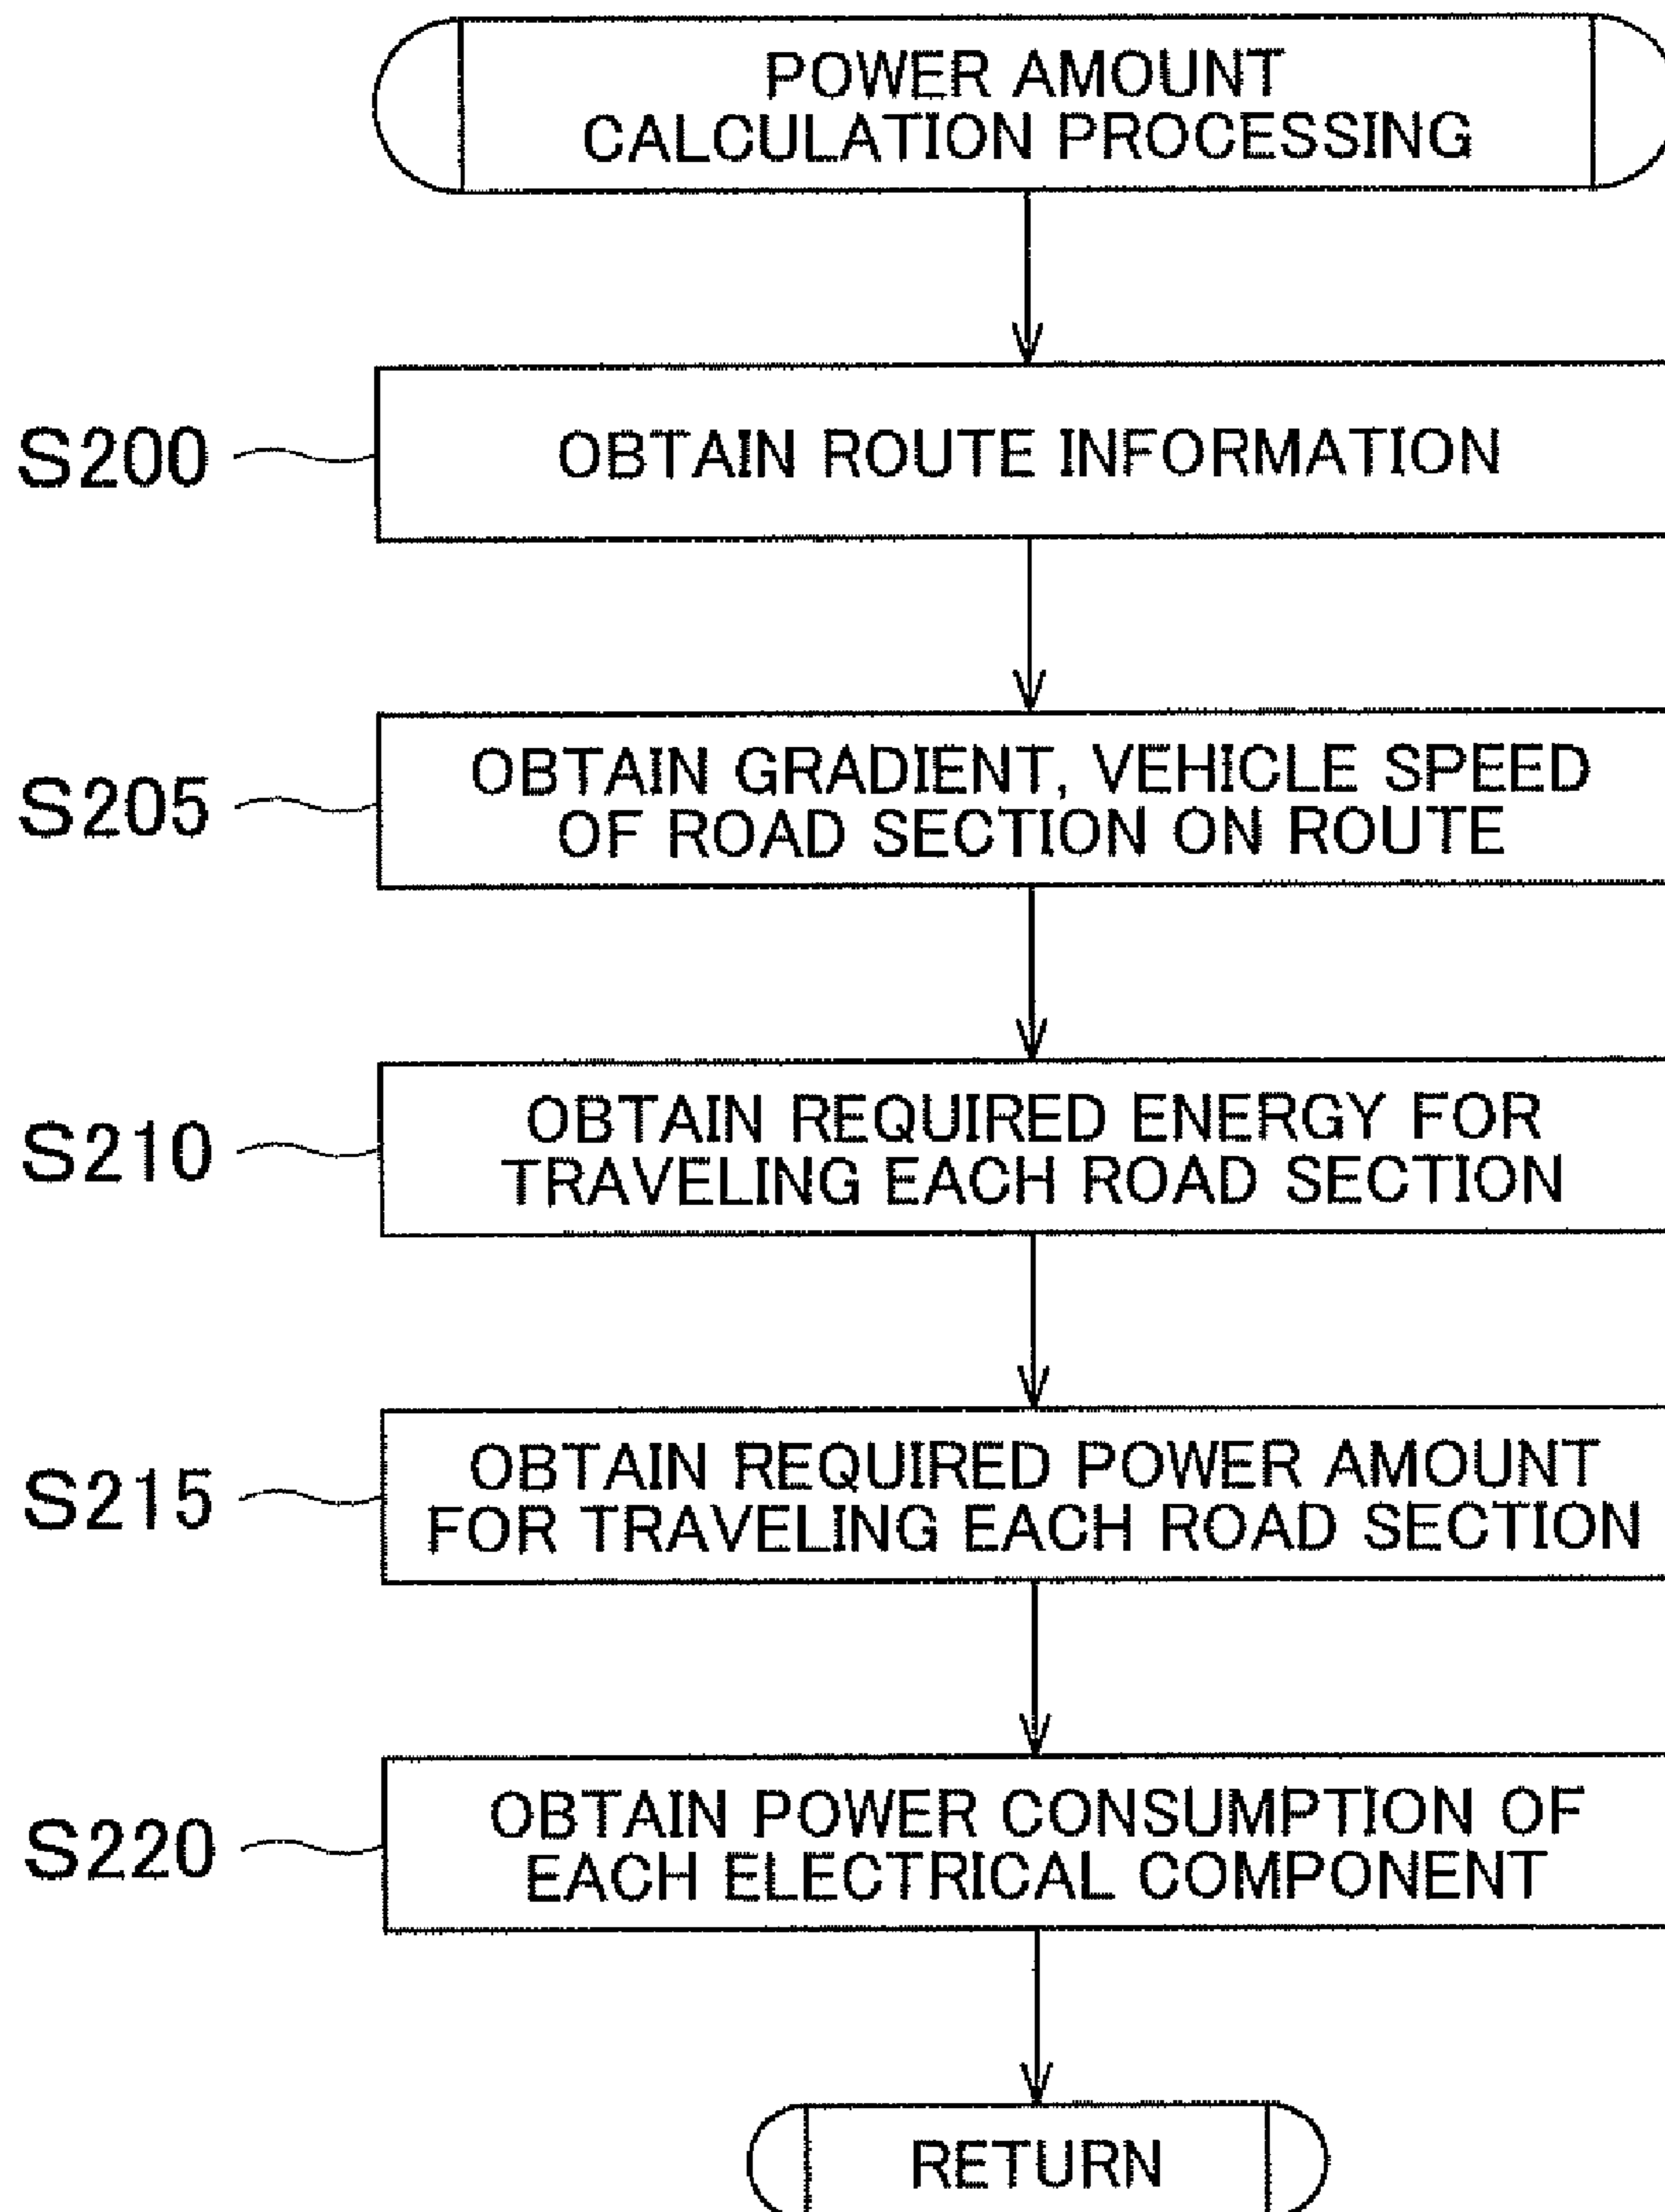 POWER AMOUNT
CALCULATION PROCESSING
S200
OBTAIN ROUTE INFORMATION
S205
OBTAIN GRADIENT, VEHICLE SPEED
OF ROAD SECTION ON ROUTE
S210
OBTAIN REQUIRED ENERGY FOR
TRAVELING EACH ROAD SECTION
S215
OBTAIN REQUIRED POWER AMOUNT
FOR TRAVELING EACH ROAD SECTION
S220
OBTAIN POWER CONSUMPTION OF
EACH ELECTRICAL COMPONENT
RETURN